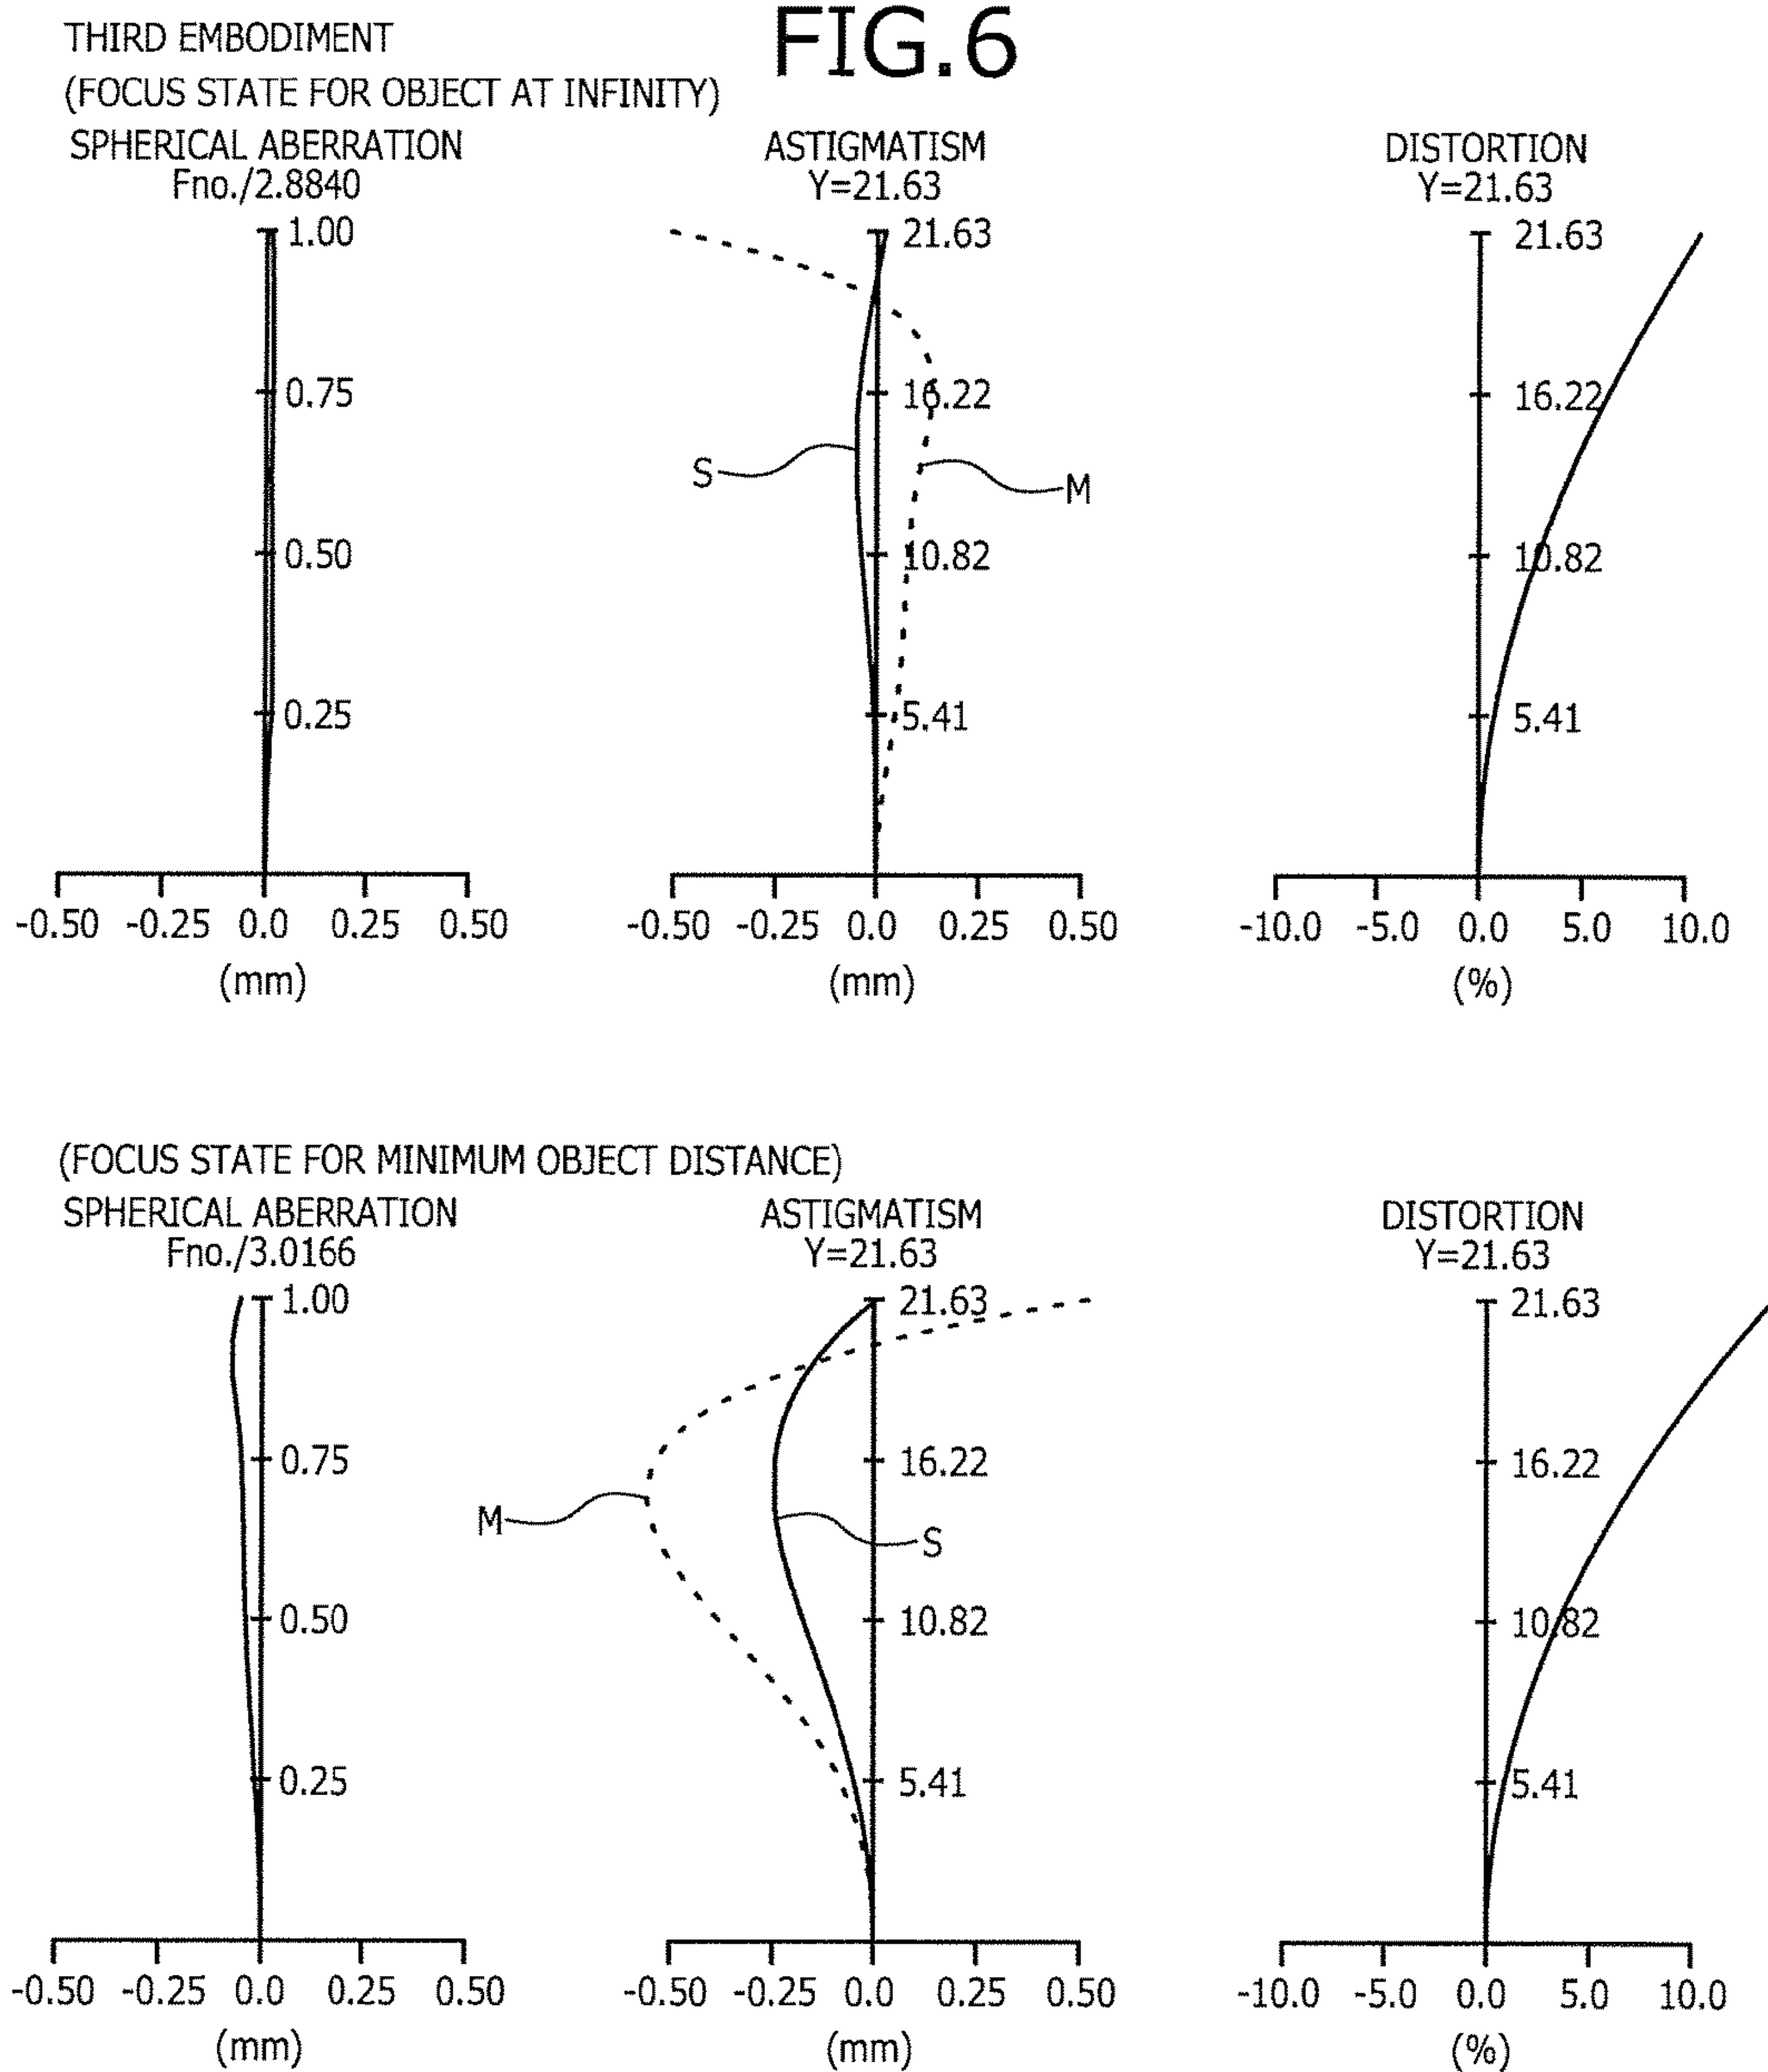 FIG.6
THIRD EMBODIMENT
(FOCUS STATE FOR OBJECT AT INFINITY)
SPHERICAL ABERRATION
Fno./2.8840
1.00
0.75
0.50
0.25
-0.50 -0.25 0.0 0.25 0.50
(mm)
ASTIGMATISM
Y=21.63
21.63
16.22
S
M
10.82
5.41
-0.50 -0.25 0.0 0.25 0.50
(mm)
DISTORTION
Y=21.63
21.63
16.22
10.82
5.41
-10.0 -5.0 0.0 5.0 10.0
(%)
(FOCUS STATE FOR MINIMUM OBJECT DISTANCE)
SPHERICAL ABERRATION
Fno./3.0166
1.00
0.75
0.50
0.25
-0.50 -0.25 0.0 0.25 0.50
(mm)
ASTIGMATISM
Y=21.63
21.63
16.22
M
S
10.82
5.41
-0.50 -0.25 0.0 0.25 0.50
(mm)
DISTORTION
Y=21.63
21.63
16.22
10.82
5.41
-10.0 -5.0 0.0 5.0 10.0
(%)